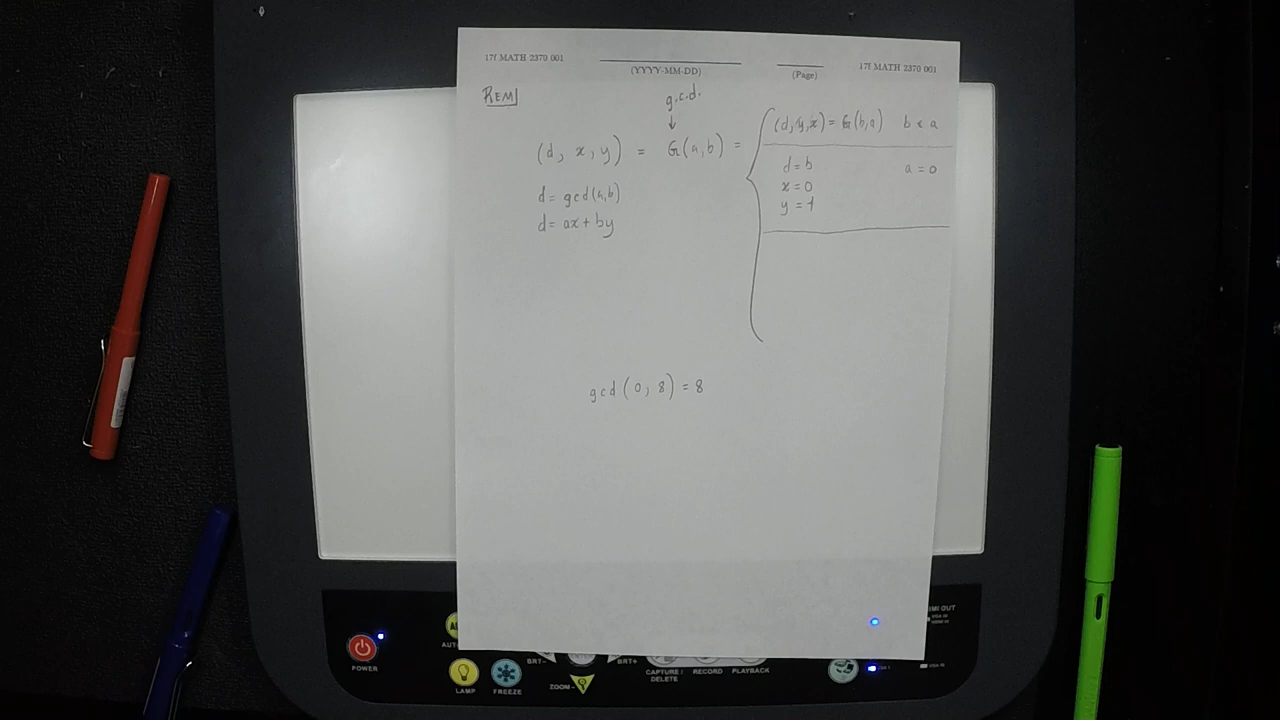 17f MATH 2370 001
(YYYY-MM-DD)
(Page)
17f MATH 2370 001
REM
g.c.d.
↓
(d, x, y) = G(a,b) =
(d,y,x) = G(b,a) b < a
d = b a = 0
x = 0
y = 1
d = gcd(a,b)
d = ax + by
gcd(0, 8) = 8
POWER
LAMP
FREEZE
BRT-
ZOOM-
BRT+
CAPTURE /
DELETE
RECORD
PLAYBACK